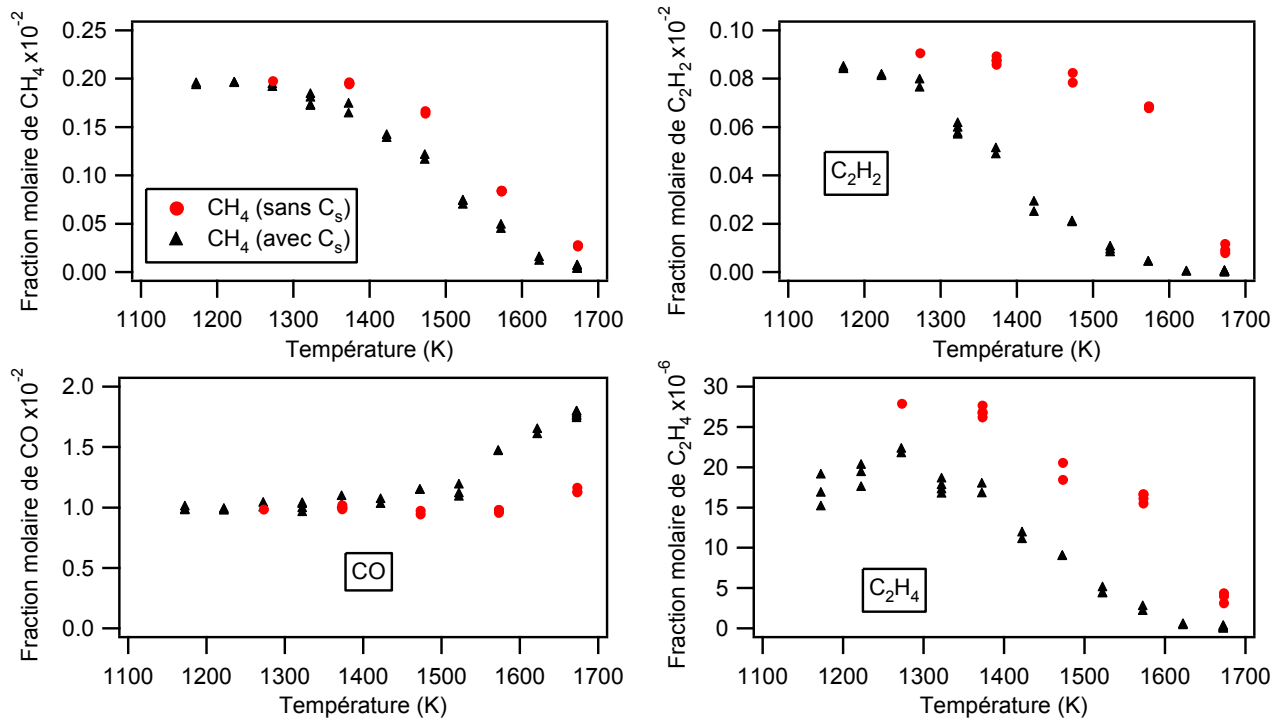 Fraction molaire de CH4 x10-2
0.25
0.20
0.15
0.10
0.05
0.00
CH4 (sans Cs)
CH4 (avec Cs)
1100 1200 1300 1400 1500 1600 1700
Température (K)
Fraction molaire de C2H2 x10-2
0.10
0.08
0.06
0.04
0.02
0.00
C2H2
1100 1200 1300 1400 1500 1600 1700
Température (K)
Fraction molaire de CO x10-2
2.0
1.5
1.0
0.5
0.0
CO
1100 1200 1300 1400 1500 1600 1700
Température (K)
Fraction molaire de C2H4 x10-6
30
25
20
15
10
5
0
C2H4
1100 1200 1300 1400 1500 1600 1700
Température (K)